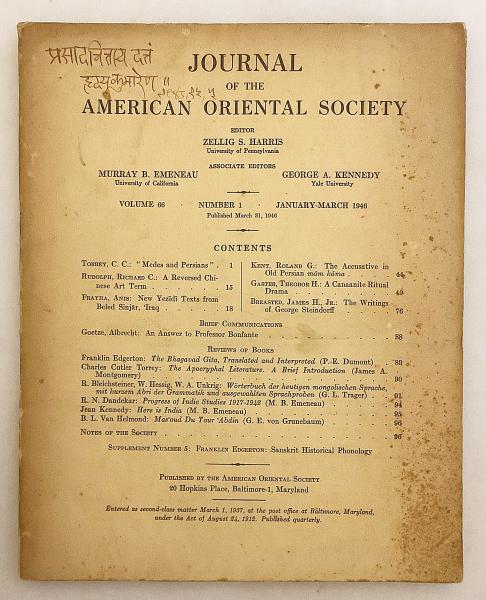 प्रसादचित्ताय दत्तं
JOURNAL
OF THE
AMERICAN ORIENTAL SOCIETY
EDITOR
ZELLIG S. HARRIS
University of Pennsylvania
ASSOCIATE EDITORS
MURRAY B. EMENEAU
University of California
GEORGE A. KENNEDY
Yale University
VOLUME 66 · NUMBER 1 · JANUARY-MARCH 1946
Published March 31, 1946
CONTENTS
TORREY, C. C.: "Medes and Persians" . 1
RUDOLPH, RICHARD C.: A Reversed Chi-
nese Art Term . . . . 15
FRAYHA, ANIS: New Yezīdī Texts from
Beled Sinjār, 'Iraq . . . . 18
KENT, ROLAND G.: The Accusative in
Old Persian mām kāma . . . . 44
GASTER, THEODOR H.: A Canaanite Ritual
Drama . . . . 49
BREASTED, JAMES H., JR.: The Writings
of George Steindorff . . . . 76
BRIEF COMMUNICATIONS
Goetze, Albrecht: An Answer to Professor Bonfante . . . . 88
REVIEWS OF BOOKS
Franklin Edgerton: The Bhagavad Gita, Translated and Interpreted (P.-E. Dumont) . 89
Charles Cutler Torrey: The Apocryphal Literature. A Brief Introduction (James A.
Montgomery) . . . . 90
R. Bleichsteiner, W. Hessig, W. A. Unkrig: Wörterbuch der heutigen mongolischen Sprache,
mit kurzem Abri der Grammatik und ausgewählten Sprachproben (G. L. Trager) . . 91
R. N. Dandekar: Progress of Indic Studies 1917-1942 (M. B. Emeneau) . . . . 94
Jean Kennedy: Here is India (M. B. Emeneau) . . . . 95
B. L. Van Helmond: Mas'oud Du Tour 'Abdin (G. E. von Grunebaum) . . . . 96
NOTES OF THE SOCIETY . . . . 96
SUPPLEMENT NUMBER 5: FRANKLIN EDGERTON: Sanskrit Historical Phonology
PUBLISHED BY THE AMERICAN ORIENTAL SOCIETY
20 Hopkins Place, Baltimore-1, Maryland
Entered as second-class matter March 1, 1937, at the post office at Baltimore, Maryland,
under the Act of August 24, 1912. Published quarterly.